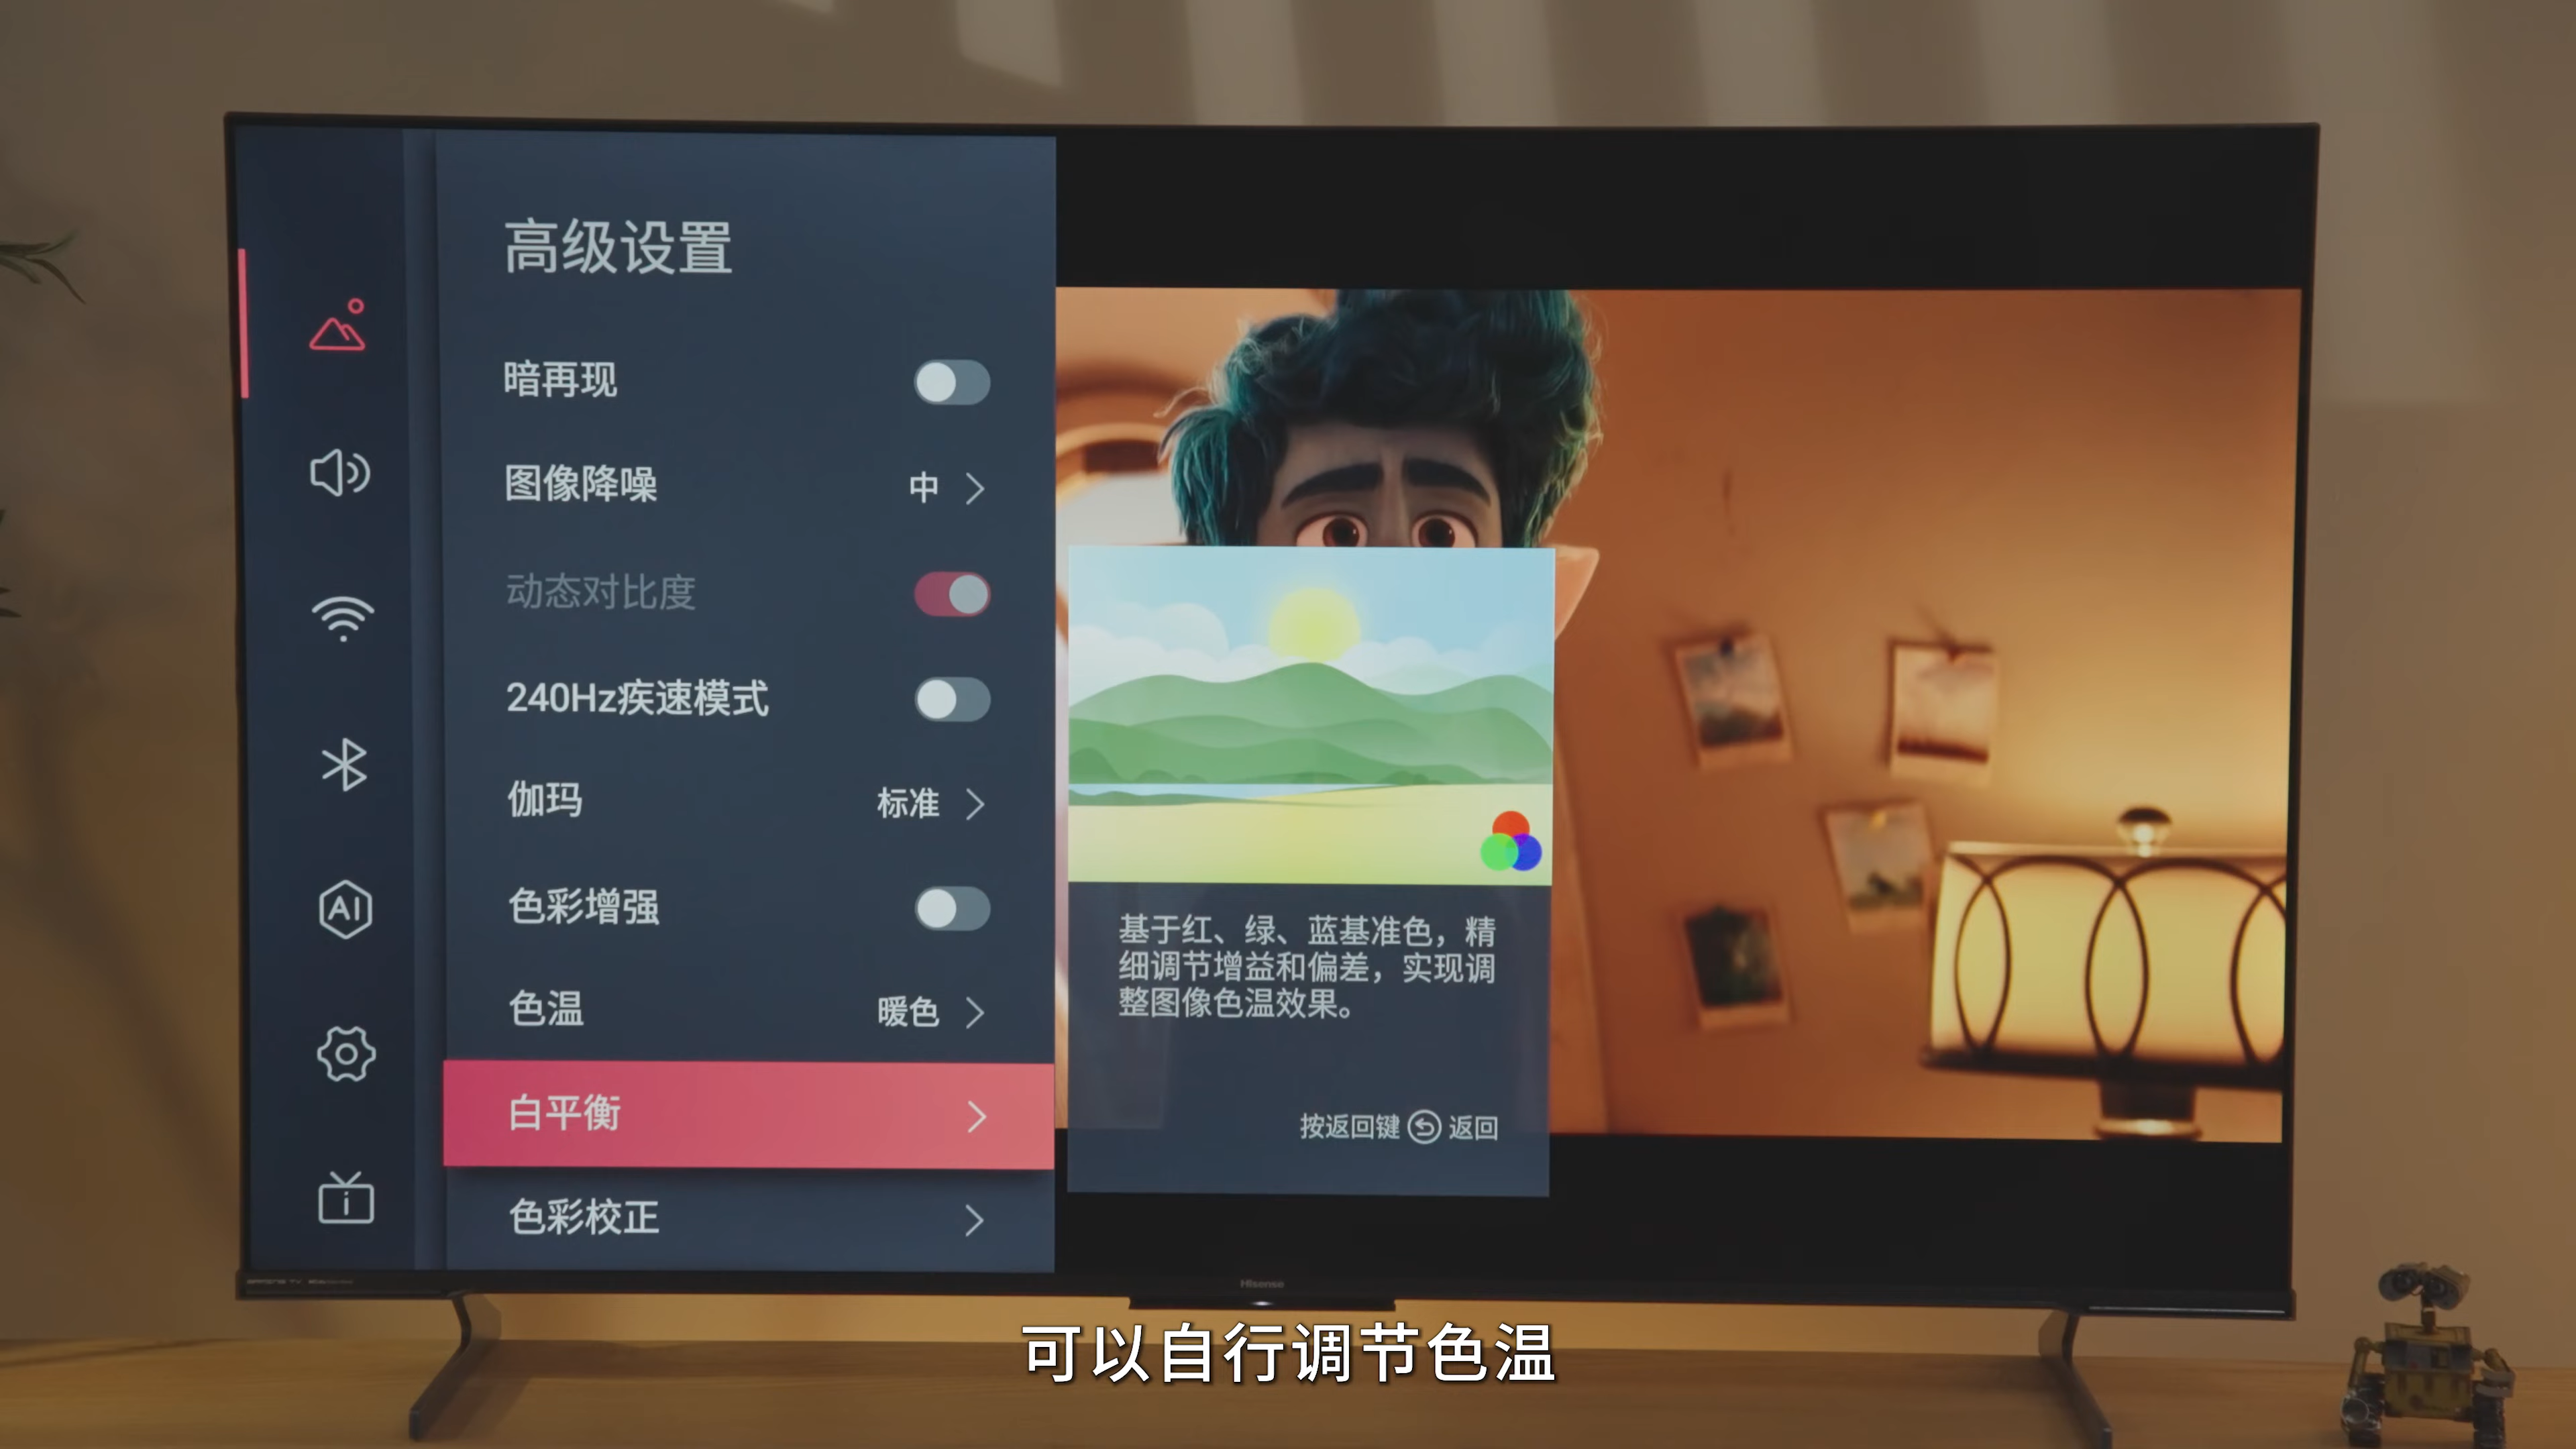 高级设置
暗再现
图像降噪 中
动态对比度
240Hz疾速模式
伽玛 标准
色彩增强
AI
色温 暖色
白平衡
色彩校正
基于红、绿、蓝基准色，精
细调节增益和偏差，实现调
整图像色温效果。
按返回键 返回
Hisense
可以自行调节色温